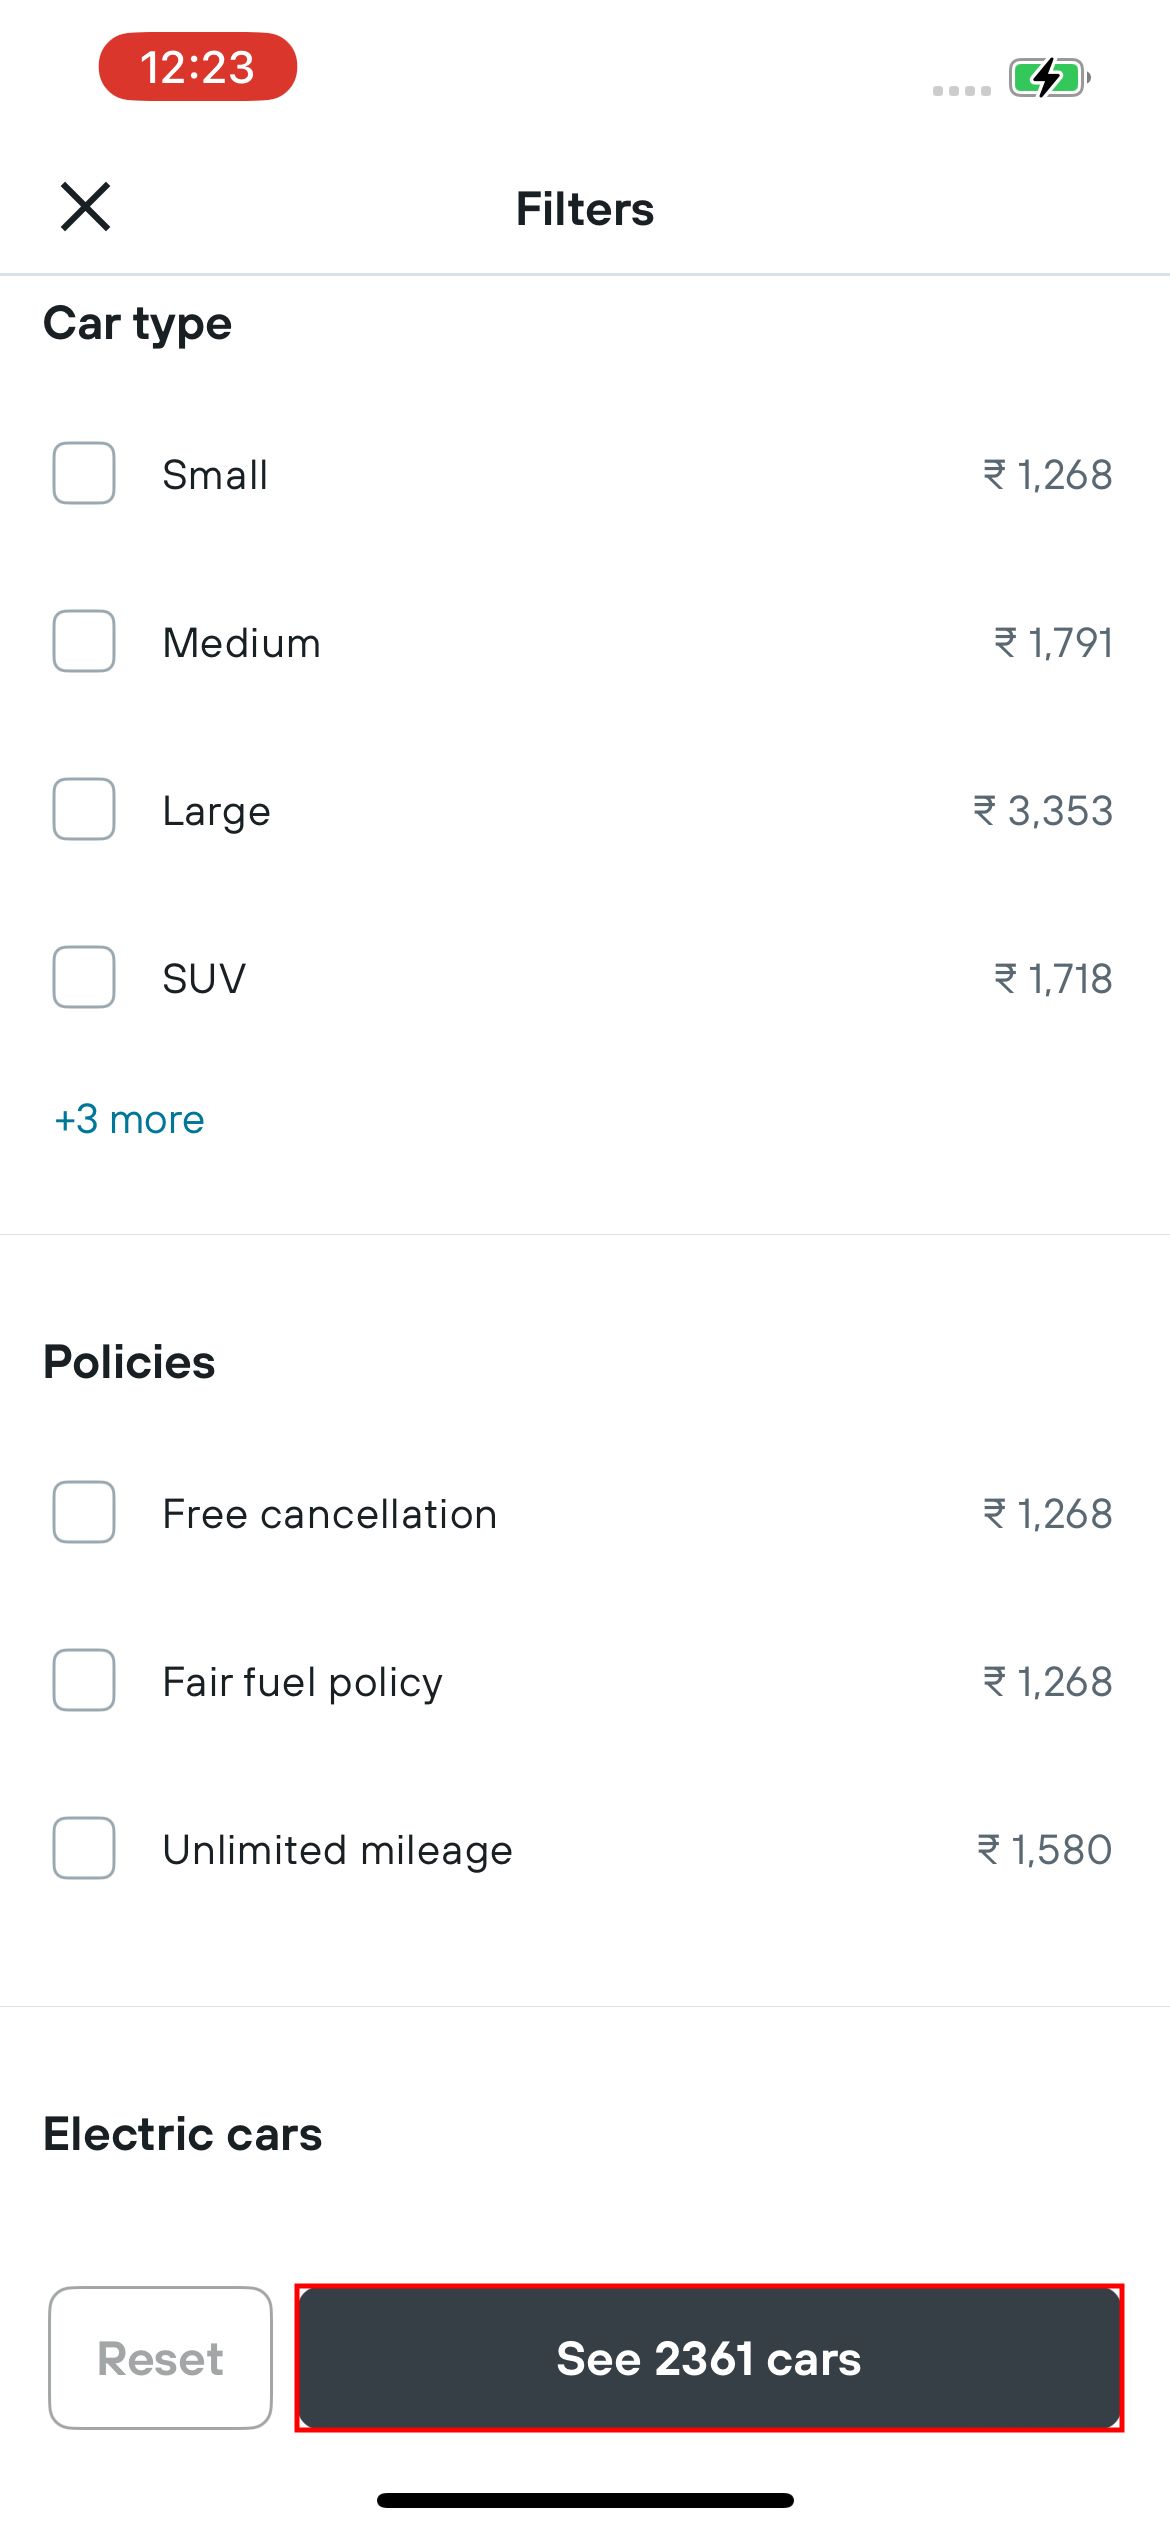 12:23
Filters
Car type
Small ₹ 1,268
Medium ₹ 1,791
Large ₹ 3,353
SUV ₹ 1,718
+3 more
Policies
Free cancellation ₹ 1,268
Fair fuel policy ₹ 1,268
Unlimited mileage ₹ 1,580
Electric cars
Reset See 2361 cars